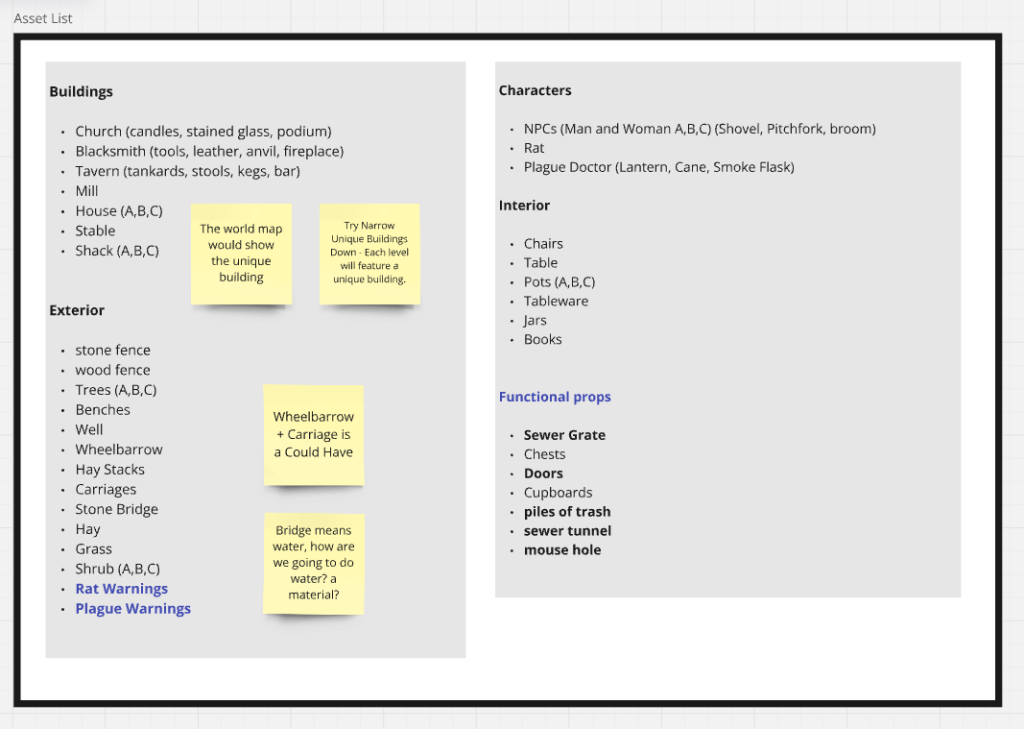 Asset List
Buildings
• Church (candles, stained glass, podium)
• Blacksmith (tools, leather, anvil, fireplace)
• Tavern (tankards, stools, kegs, bar)
• Mill
• House (A,B,C)
• Stable
• Shack (A,B,C)
The world map
would show
the unique
building
Try Narrow
Unique Buildings
Down - Each level
will feature a
unique building.
Exterior
• stone fence
• wood fence
• Trees (A,B,C)
• Benches
• Well
• Wheelbarrow
• Hay Stacks
• Carriages
• Stone Bridge
• Hay
• Grass
• Shrub (A,B,C)
• Rat Warnings
• Plague Warnings
Wheelbarrow
+ Carriage is
a Could Have
Bridge means
water, how are
we going to do
water? a
material?
Characters
• NPCs (Man and Woman A,B,C) (Shovel, Pitchfork, broom)
• Rat
• Plague Doctor (Lantern, Cane, Smoke Flask)
Interior
• Chairs
• Table
• Pots (A,B,C)
• Tableware
• Jars
• Books
Functional props
• Sewer Grate
• Chests
• Doors
• Cupboards
• piles of trash
• sewer tunnel
• mouse hole